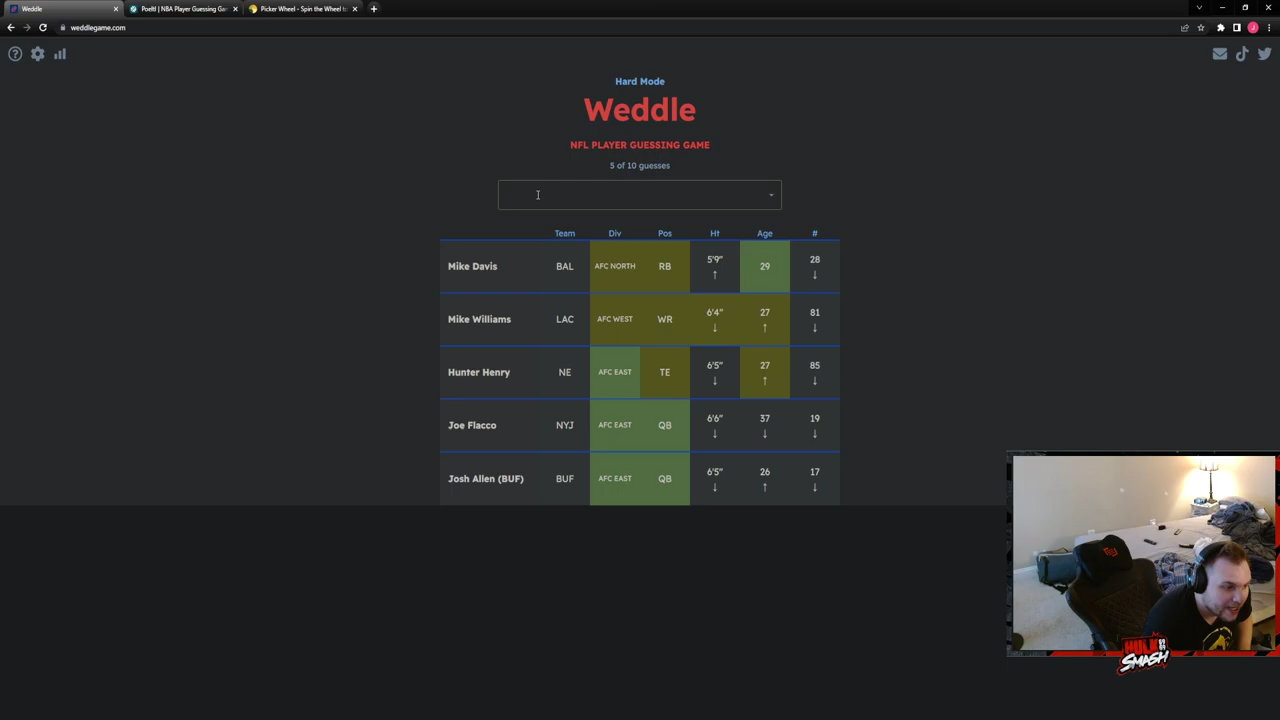 Weddle
Poeltl | NBA Player Guessing Ga
Picker Wheel - Spin the Wheel to
weddlegame.com
J
Hard Mode
Weddle
NFL PLAYER GUESSING GAME
5 of 10 guesses
Team Div Pos Ht Age #
Mike Davis BAL AFC NORTH RB 5'9" ↑ 29 28 ↓
Mike Williams LAC AFC WEST WR 6'4" ↓ 27 ↑ 81 ↓
Hunter Henry NE AFC EAST TE 6'5" ↓ 27 ↑ 85 ↓
Joe Flacco NYJ AFC EAST QB 6'6" ↓ 37 ↓ 19 ↓
Josh Allen (BUF) BUF AFC EAST QB 6'5" ↓ 26 ↑ 17 ↓
HULK
SMASH